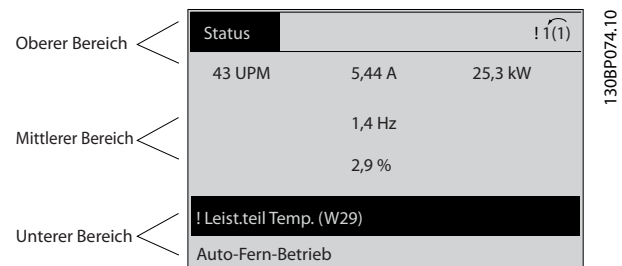 Oberer Bereich
Status
! 1(1)
43 UPM 5,44 A 25,3 kW
Mittlerer Bereich
1,4 Hz
2,9 %
Unterer Bereich
! Leist.teil Temp. (W29)
Auto-Fern-Betrieb
130BP074.10